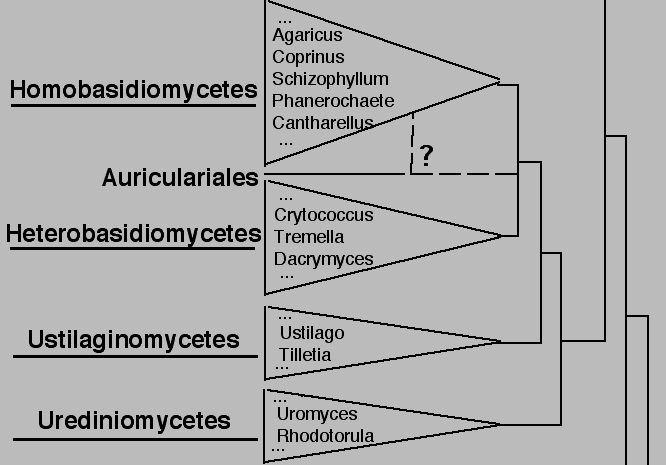 ...
Agaricus
Coprinus
Schizophyllum
Phanerochaete
Cantharellus
...
Homobasidiomycetes
?
Auriculariales
...
Crytococcus
Tremella
Dacrymyces
...
Heterobasidiomycetes
...
Ustilago
Tilletia
...
Ustilaginomycetes
...
Uromyces
Rhodotorula
...
Urediniomycetes